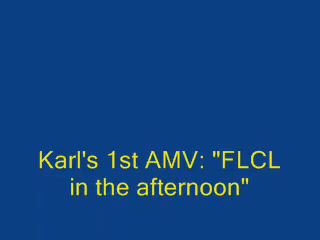 Karl's 1st AMV: "FLCL
in the afternoon"